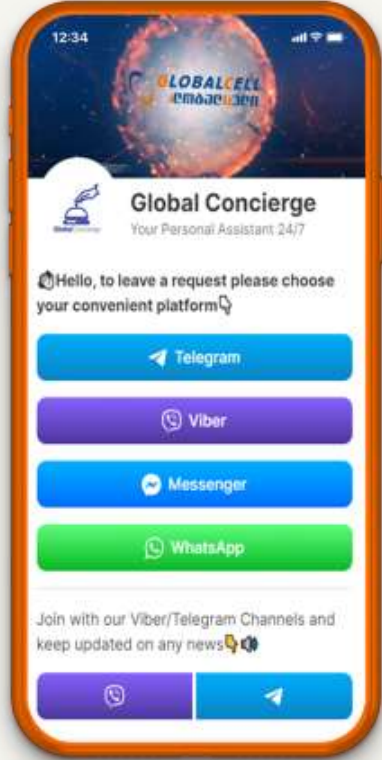 12:34
GLOBALCELL
Global Concierge
Your Personal Assistant 24/7
Hello, to leave a request please choose
your convenient platform
Telegram
Viber
Messenger
WhatsApp
Join with our Viber/Telegram Channels and
keep updated on any news